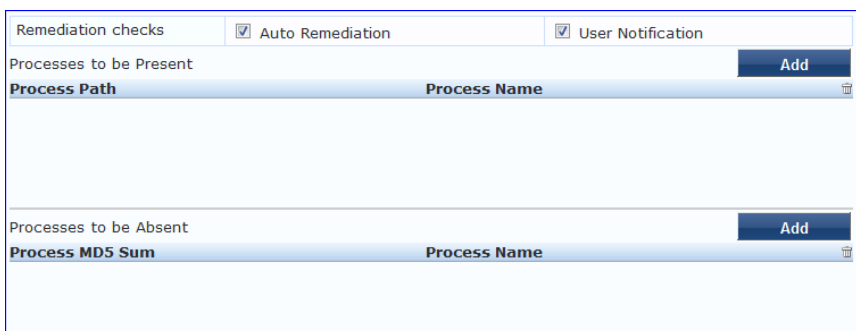 Remediation checks Auto Remediation User Notification
Processes to be Present Add
Process Path Process Name
Processes to be Absent Add
Process MD5 Sum Process Name